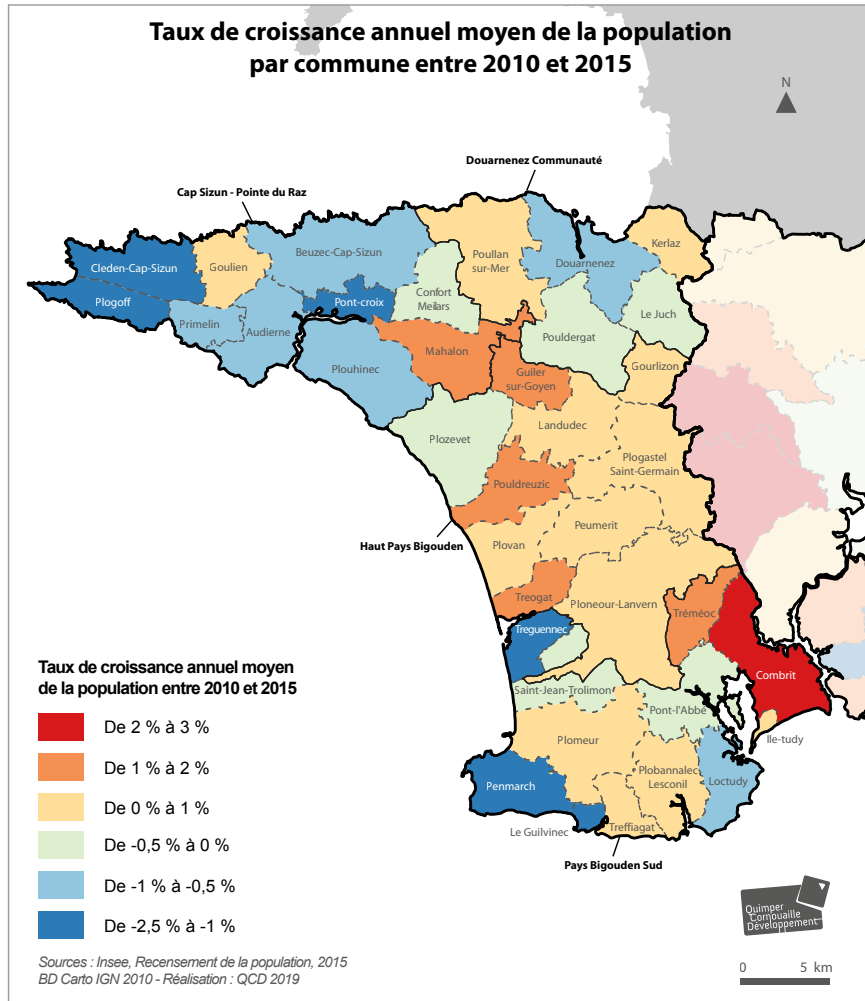 Taux de croissance annuel moyen de la population
par commune entre 2010 et 2015
N
Douarnenez Communauté
Cap Sizun - Pointe du Raz
Cleden-Cap-Sizun
Goulien
Beuzec-Cap-Sizun
Poullan
sur-Mer
Douarnenez
Kerlaz
Plogoff
Primelin
Audierne
Pont-croix
Confort
Meilars
Le Juch
Pouldergat
Mahalon
Plouhinec
Guiler
sur-Goyen
Gourlizon
Landudec
Plozevet
Plogastel
Saint-Germain
Pouldreuzic
Peumerit
Haut Pays Bigouden
Plovan
Treogat
Ploneour-Lanvern
Tréméoc
Treguennec
Combrit
Saint-Jean-Trolimon
Pont-l'Abbé
Ile-tudy
Plomeur
Plobannalec
Lesconil
Loctudy
Penmarch
Le Guilvinec
Treffiagat
Pays Bigouden Sud
Taux de croissance annuel moyen
de la population entre 2010 et 2015
De 2 % à 3 %
De 1 % à 2 %
De 0 % à 1 %
De -0,5 % à 0 %
De -1 % à -0,5 %
De -2,5 % à -1 %
Sources : Insee, Recensement de la population, 2015
BD Carto IGN 2010 - Réalisation : QCD 2019
Quimper
Cornouaille
Développement
0 5 km